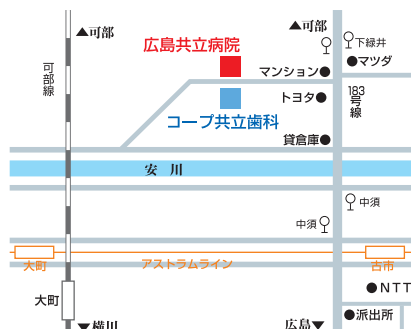 可部
可部
広島共立病院
下緑井
マツダ
マンション
可部線
トヨタ
183号線
コープ共立歯科
貸倉庫
安川
中須
中須
アストラムライン
大町
古市
NTT
大町
派出所
横川
広島